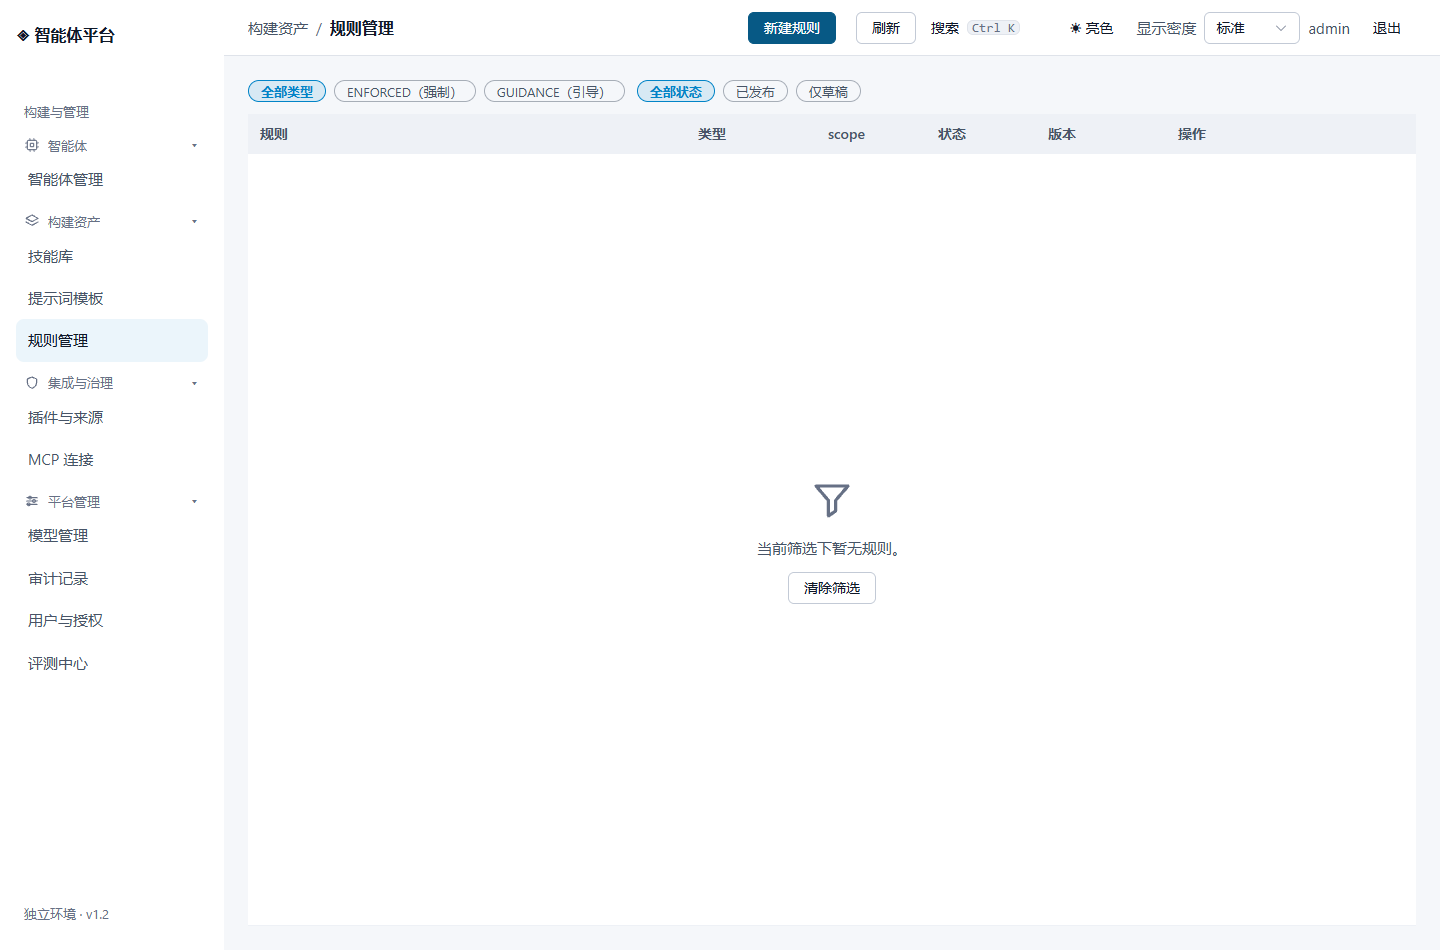 ◈ 智能体平台
构建与管理
智能体
智能体管理
构建资产
技能库
提示词模板
规则管理
集成与治理
插件与来源
MCP 连接
平台管理
模型管理
审计记录
用户与授权
评测中心
独立环境 · v1.2
构建资产 / 规则管理
新建规则
刷新
搜索 Ctrl K
☀ 亮色
显示密度
标准
admin
退出
全部类型
ENFORCED（强制）
GUIDANCE（引导）
全部状态
已发布
仅草稿
规则 类型 scope 状态 版本 操作
当前筛选下暂无规则。
清除筛选